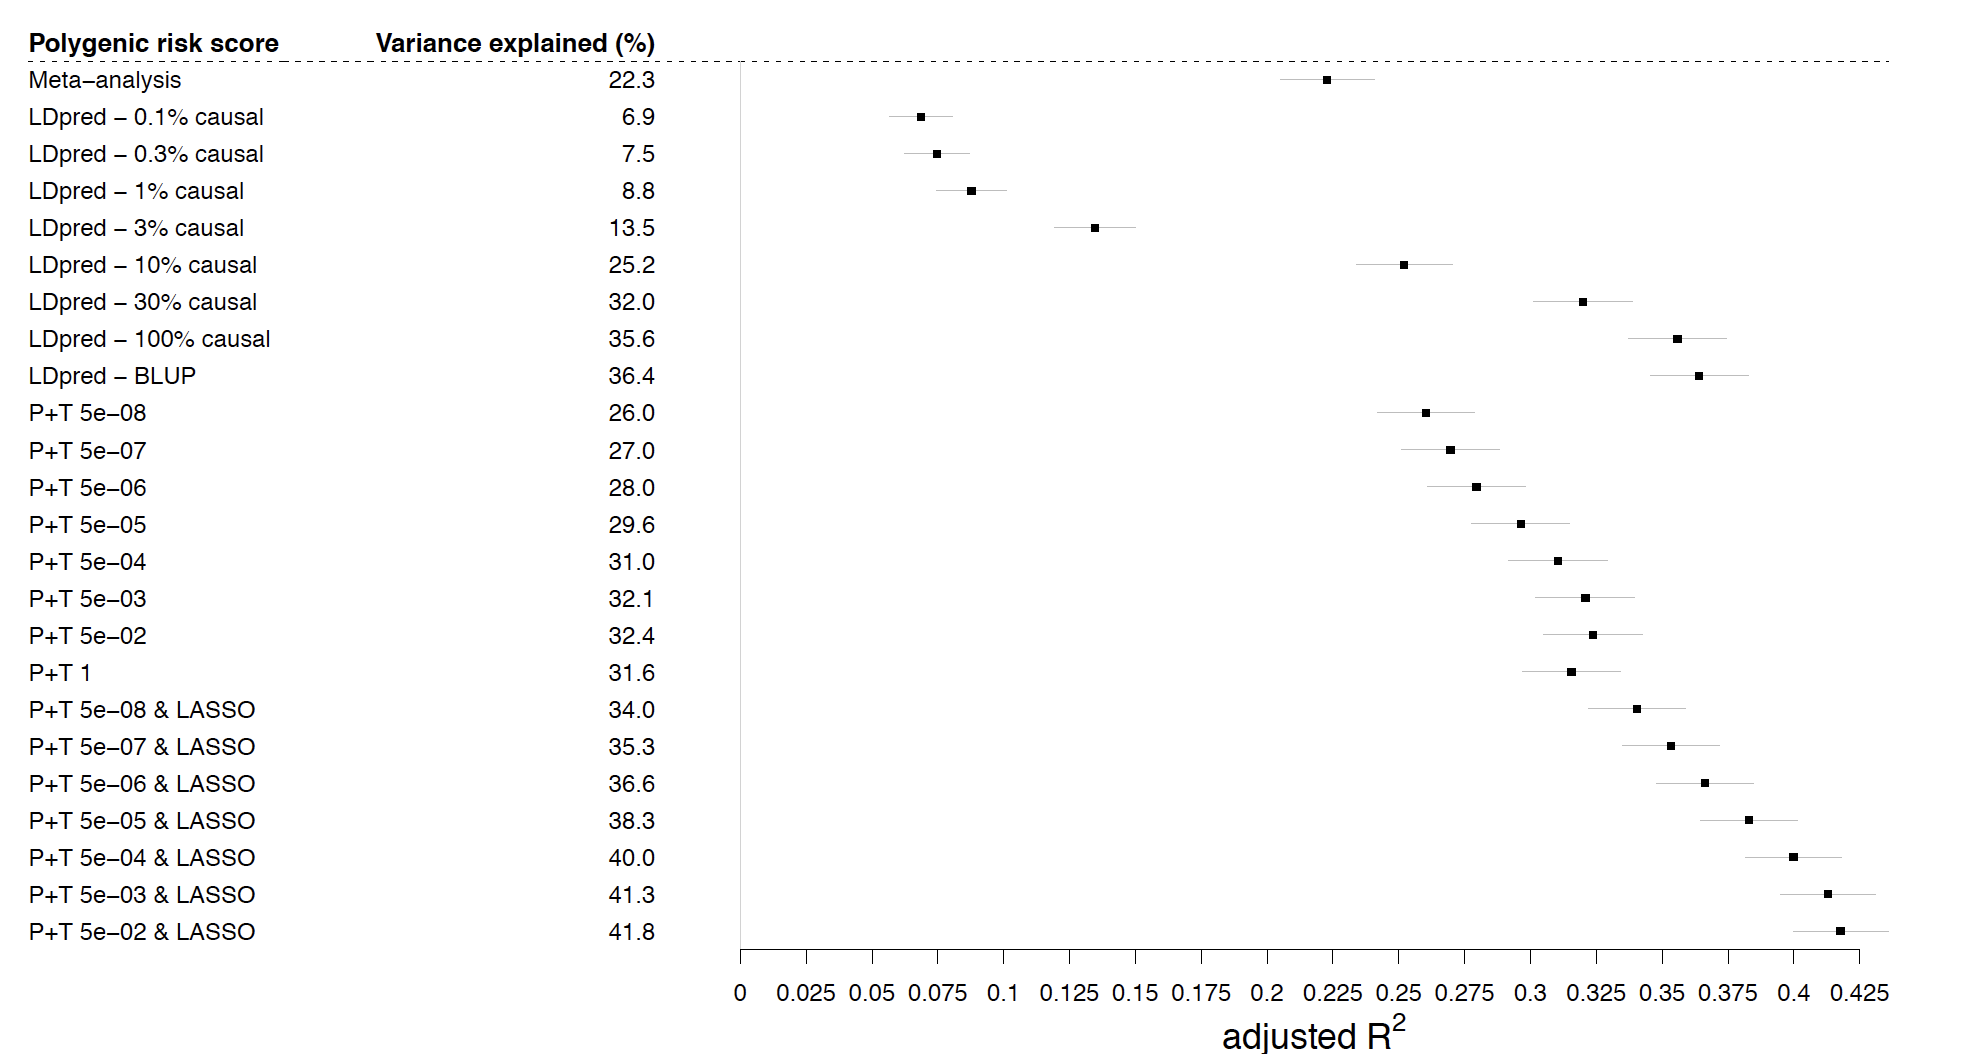 Polygenic risk score Variance explained (%)
Meta−analysis 22.3
LDpred − 0.1% causal 6.9
LDpred − 0.3% causal 7.5
LDpred − 1% causal 8.8
LDpred − 3% causal 13.5
LDpred − 10% causal 25.2
LDpred − 30% causal 32.0
LDpred − 100% causal 35.6
LDpred − BLUP 36.4
P+T 5e−08 26.0
P+T 5e−07 27.0
P+T 5e−06 28.0
P+T 5e−05 29.6
P+T 5e−04 31.0
P+T 5e−03 32.1
P+T 5e−02 32.4
P+T 1 31.6
P+T 5e−08 & LASSO 34.0
P+T 5e−07 & LASSO 35.3
P+T 5e−06 & LASSO 36.6
P+T 5e−05 & LASSO 38.3
P+T 5e−04 & LASSO 40.0
P+T 5e−03 & LASSO 41.3
P+T 5e−02 & LASSO 41.8
0 0.025 0.05 0.075 0.1 0.125 0.15 0.175 0.2 0.225 0.25 0.275 0.3 0.325 0.35 0.375 0.4 0.425
adjusted R²